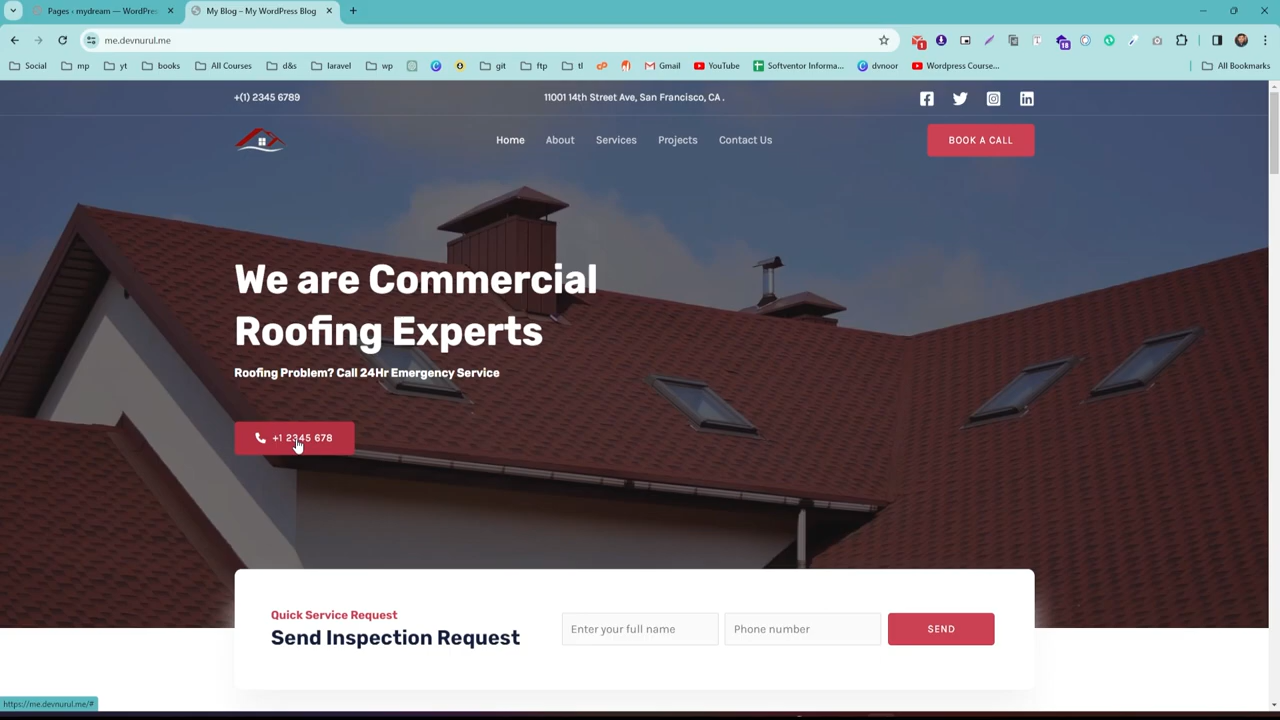 Pages ‹ mydream — WordPre
My Blog – My WordPress Blog
me.devnurul.me
Social
mp
yt
books
All Courses
d&s
laravel
wp
git
ftp
tl
Gmail
YouTube
Softventor Informa...
dvnoor
Wordpress Course...
All Bookmarks
+(1) 2345 6789
11001 14th Street Ave, San Francisco, CA .
Home
About
Services
Projects
Contact Us
BOOK A CALL
We are Commercial
Roofing Experts
Roofing Problem? Call 24Hr Emergency Service
+1 2345 678
Quick Service Request
Send Inspection Request
Enter your full name
Phone number
SEND
https://me.devnurul.me/#